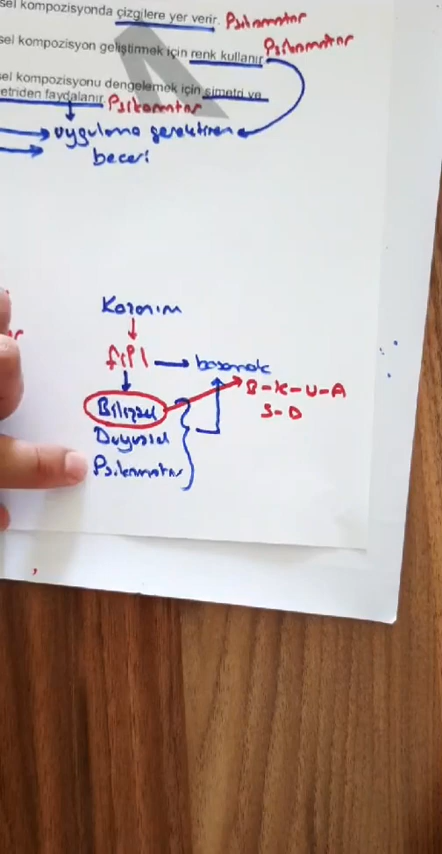 sel kompozisyonda çizgilere yer verir. Psikomotor
Psikomotor
sel kompozisyon geliştirmek için renk kullanır
sel kompozisyonu dengelemek için simetri ve
etriden faydalanır. Psikomotor
uygulama gerektiren
beceri
Kazanım
fiil basamak
B-K-U-A
Bilişsel S-D
Duyuşsal
Psikomotor